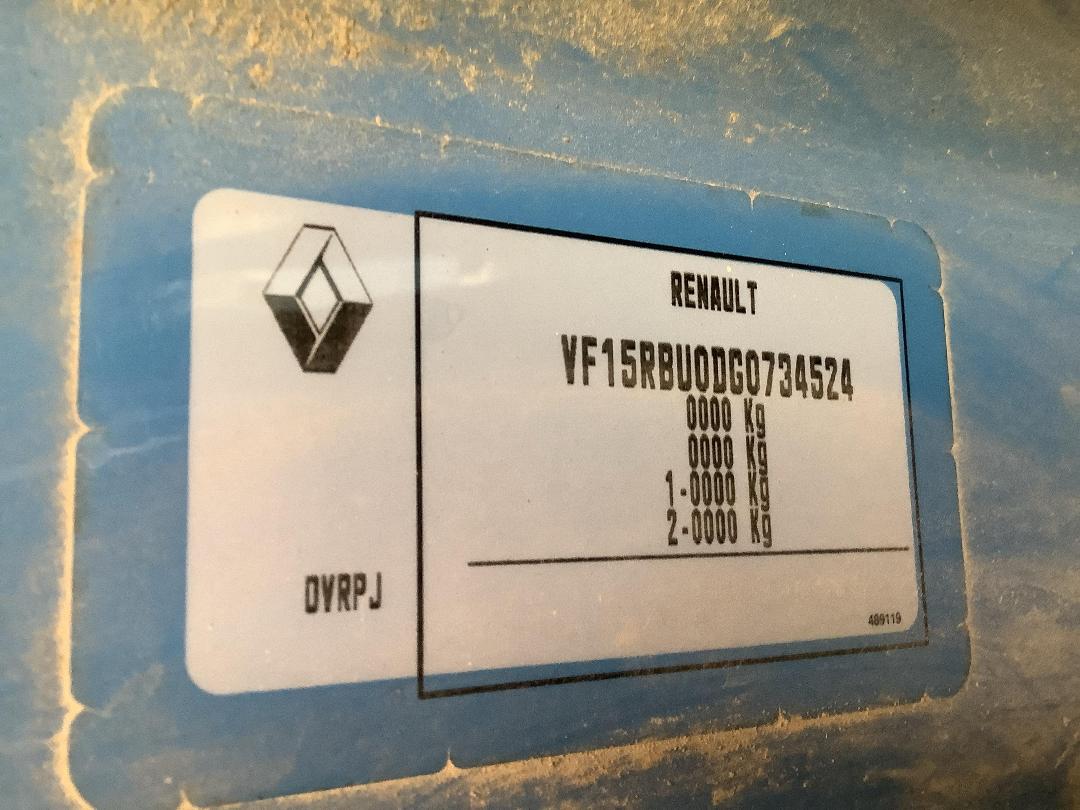 RENAULT
VF15RBU0DG0734524
0000 Kg
0000 Kg
1-0000 Kg
2-0000 Kg
DVRPJ
489119